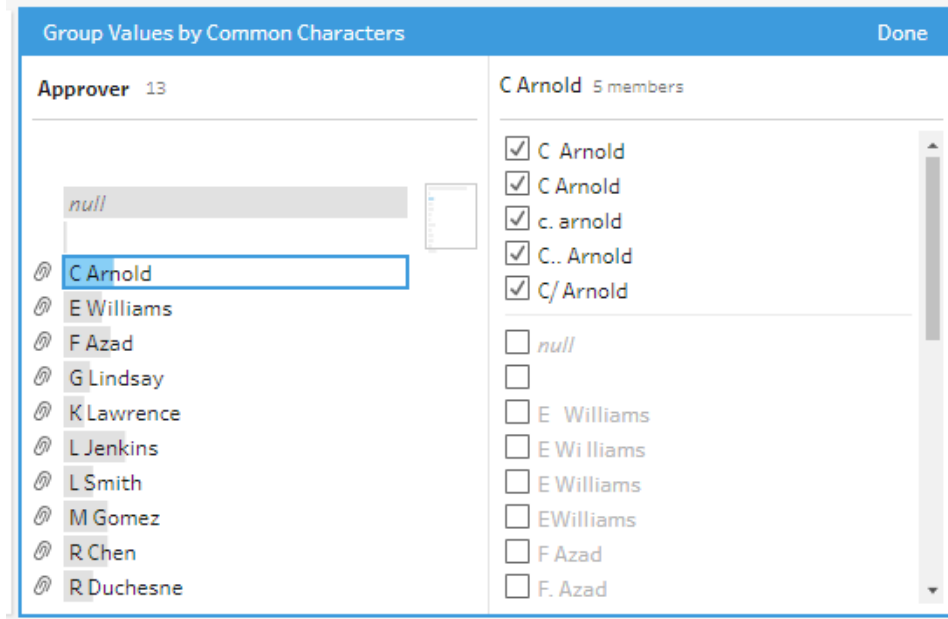 Group Values by Common Characters Done
Approver 13
null
C Arnold
E Williams
F Azad
G Lindsay
K Lawrence
L Jenkins
L Smith
M Gomez
R Chen
R Duchesne
C Arnold 5 members
C  Arnold
C Arnold
c. arnold
C.. Arnold
C/ Arnold
null
E  Williams
E Wi lliams
E Williams
EWilliams
F Azad
F. Azad